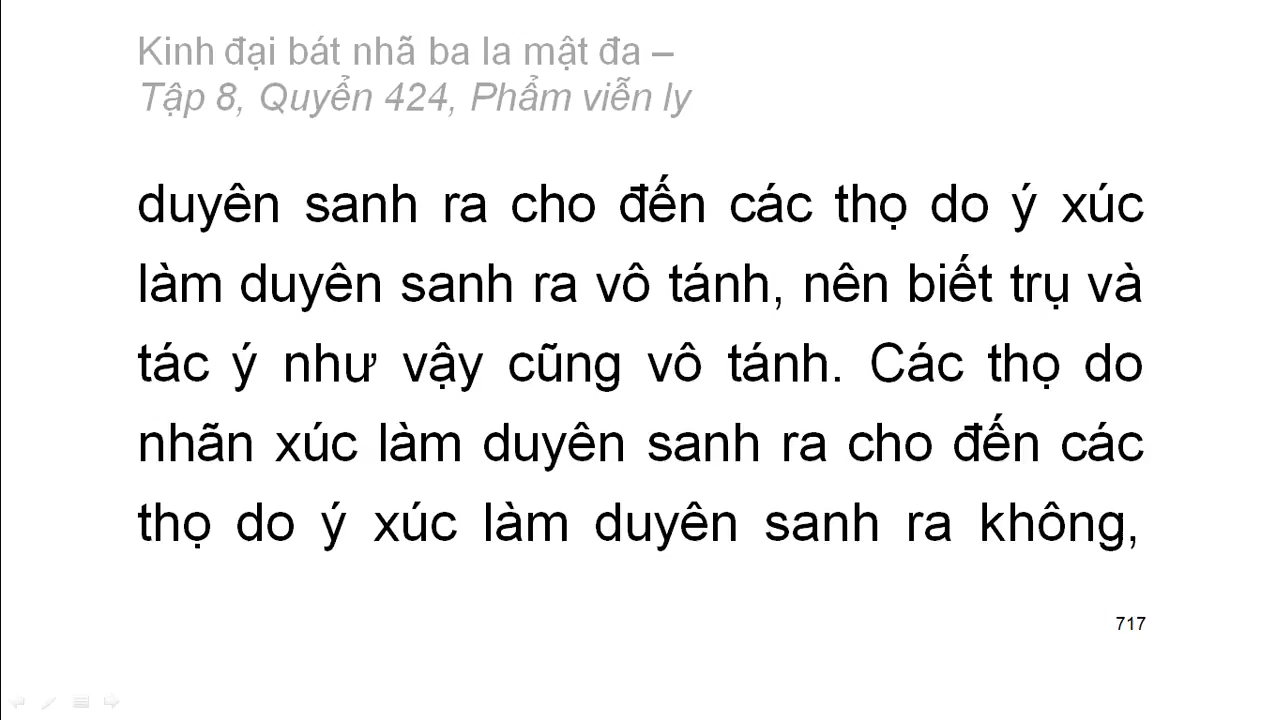 Kinh đại bát nhã ba la mật đa –
Tập 8, Quyển 424, Phẩm viễn ly
duyên sanh ra cho đến các thọ do ý xúc
làm duyên sanh ra vô tánh, nên biết trụ và
tác ý như vậy cũng vô tánh. Các thọ do
nhãn xúc làm duyên sanh ra cho đến các
thọ do ý xúc làm duyên sanh ra không,
717